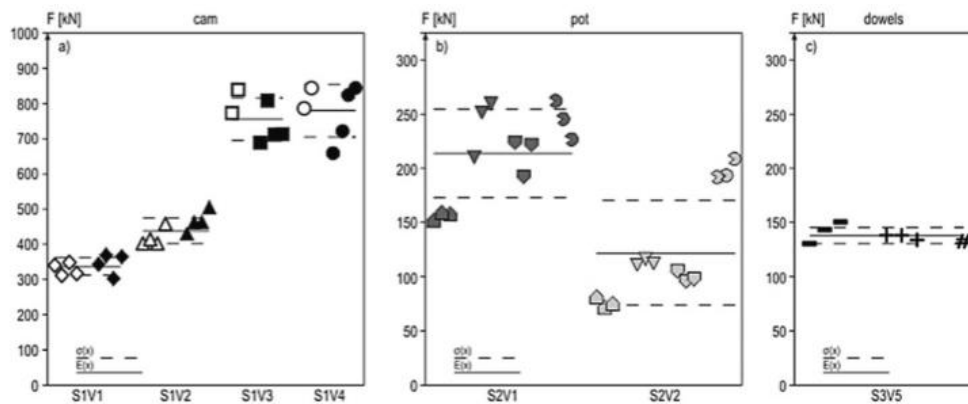 F [kN] cam
a)
1000
900
800
700
600
500
400
300
200
100
0
σ(x)
E(x)
S1V1 S1V2 S1V3 S1V4
F [kN] pot
b)
300
250
200
150
100
50
0
σ(x)
E(x)
S2V1 S2V2
F [kN] dowels
c)
300
250
200
150
100
50
0
σ(x)
E(x)
S3V5